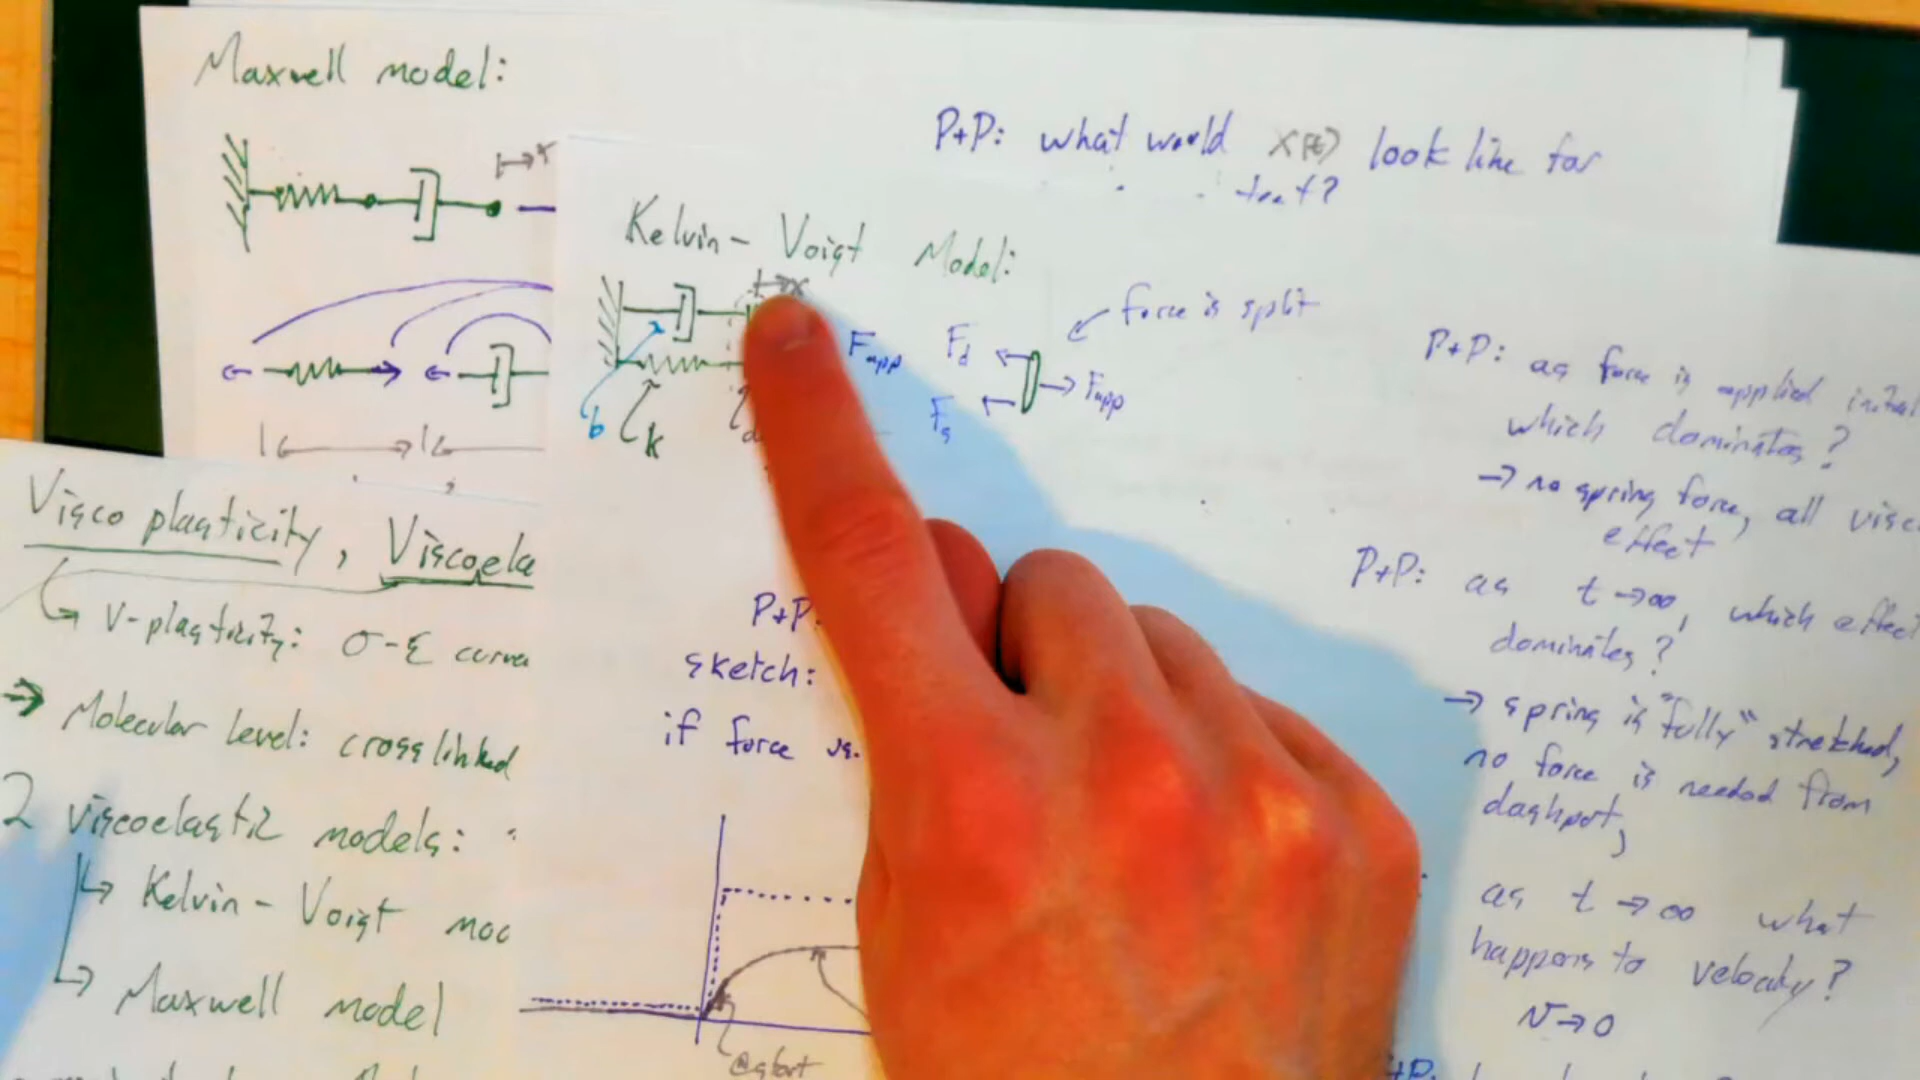 Maxwell model:
x
P+P: what would x(t) look like for
Kelvin- Voigt Model:
x
b
k
Fapp
Fd
Fs
Fapp
force is split
P+P: as force is applied
which dominates?
→ no spring force, all
effect
P+P: as t→∞, which effect
dominates?
→ spring is "fully" stretched,
no force is needed from
dashpot,
as t→∞ what
happens to velocity?
v→0
Visco plasticity,
V-plasticity: σ-ε curve
→ Molecular level: crosslinked
2 viscoelastic models:
Kelvin- Voigt
Maxwell model
P+P
sketch:
if force vs.
@start